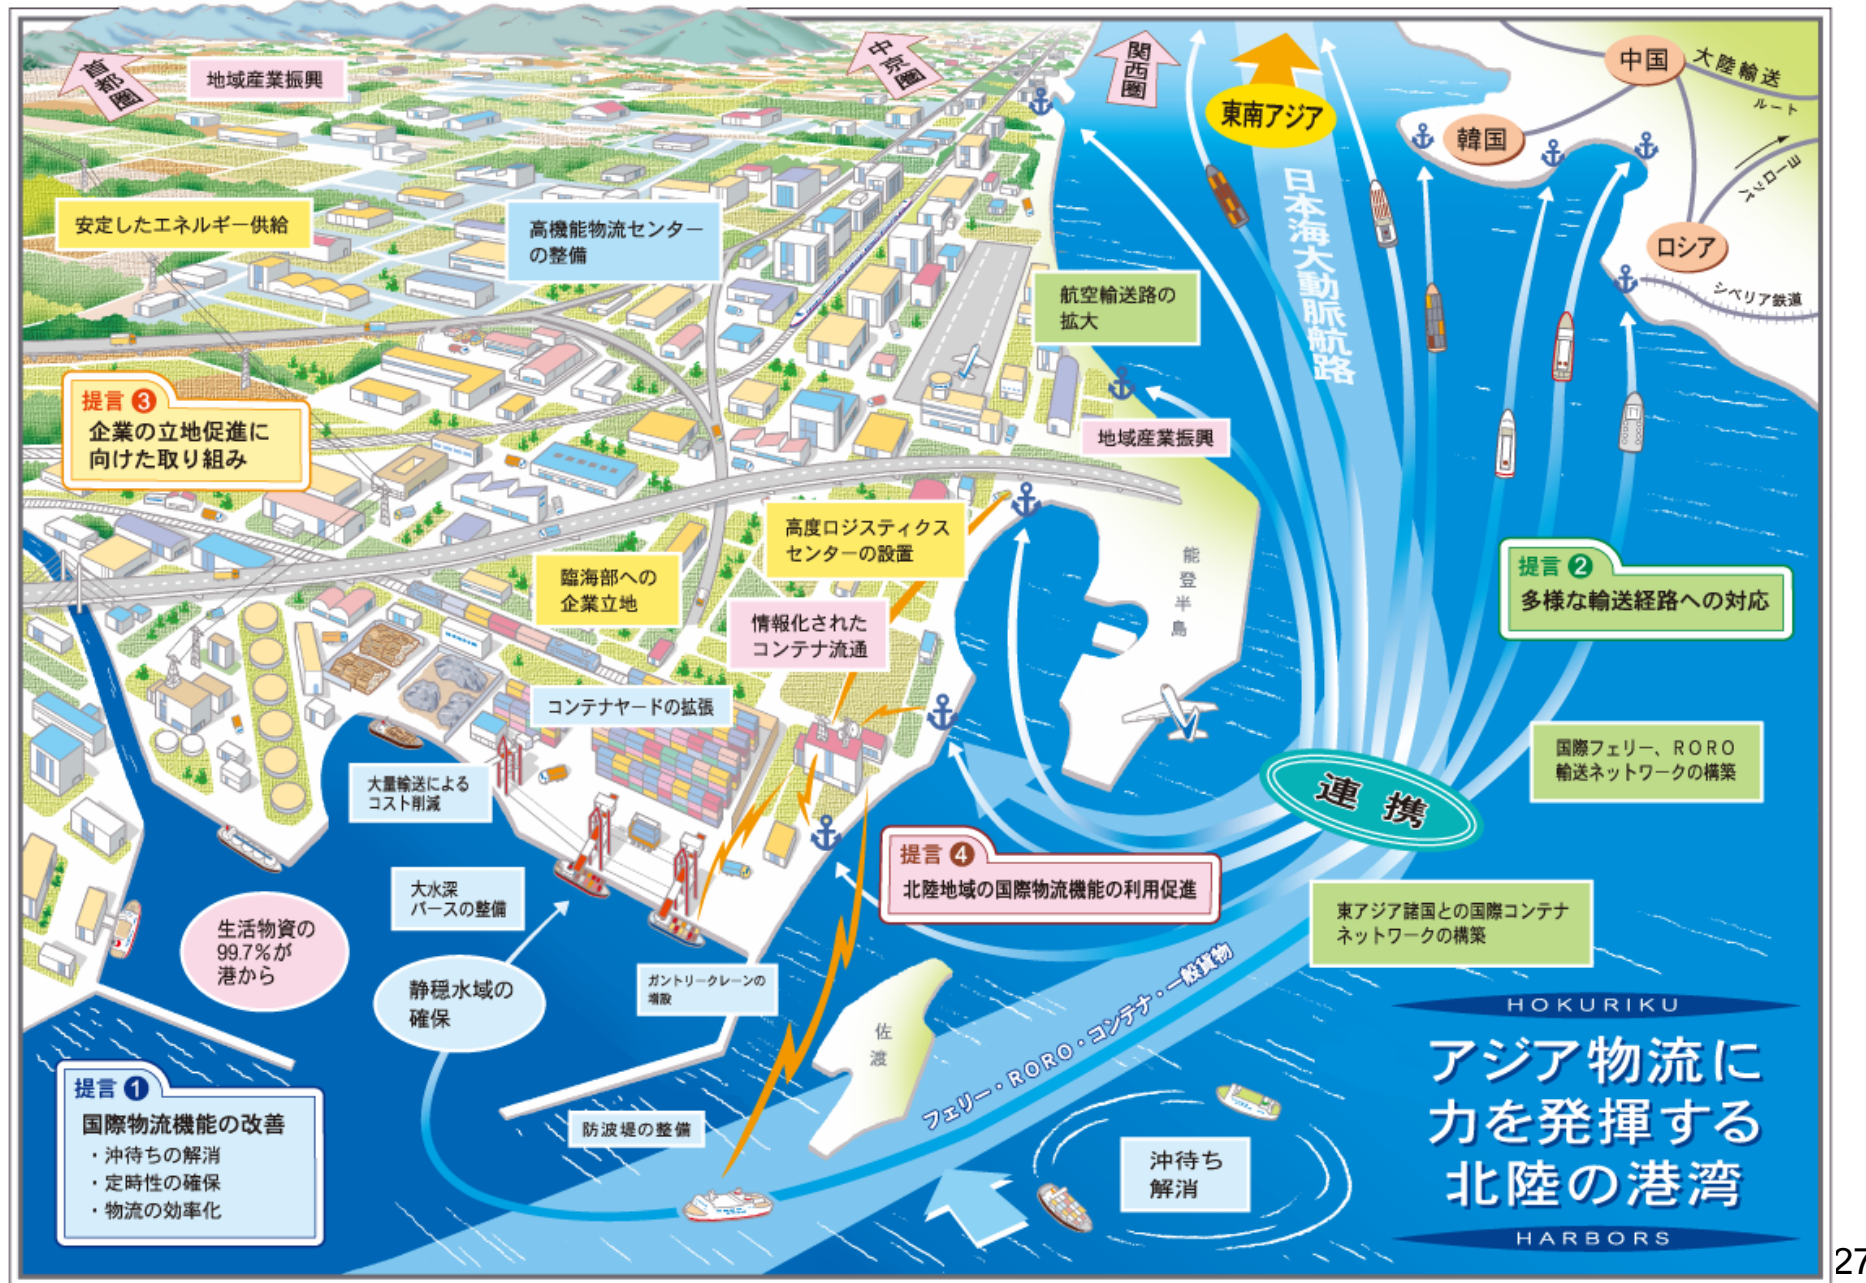 首都圏
地域産業振興
中京圏
関西圏
東南アジア
中国
大陸輸送
ルート
韓国
ヨーロッパ
ロシア
シベリア鉄道
安定したエネルギー供給
高機能物流センター
の整備
日本海大動脈航路
航空輸送路の
拡大
提言 3
企業の立地促進に
向けた取り組み
地域産業振興
高度ロジスティクス
センターの設置
能登半島
提言 2
多様な輸送経路への対応
臨海部への
企業立地
情報化された
コンテナ流通
コンテナヤードの拡張
大量輸送による
コスト削減
連携
国際フェリー、RORO
輸送ネットワークの構築
提言 4
北陸地域の国際物流機能の利用促進
大水深
バースの整備
生活物資の
99.7%が
港から
静穏水域の
確保
ガントリークレーンの
増設
東アジア諸国との国際コンテナ
ネットワークの構築
フェリー・RORO・コンテナ・一般貨物
佐渡
提言 1
国際物流機能の改善
・沖待ちの解消
・定時性の確保
・物流の効率化
防波堤の整備
沖待ち
解消
HOKURIKU
アジア物流に
力を発揮する
北陸の港湾
HARBORS
27